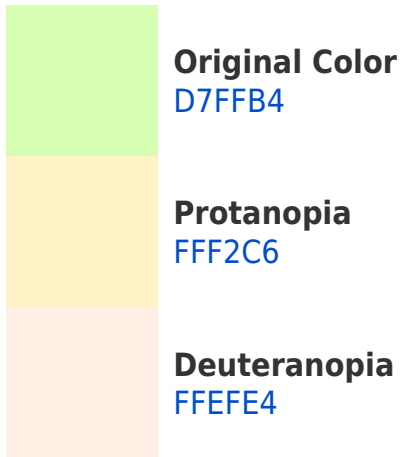 Original Color
D7FFB4
Protanopia
FFF2C6
Deuteranopia
FFEFE4